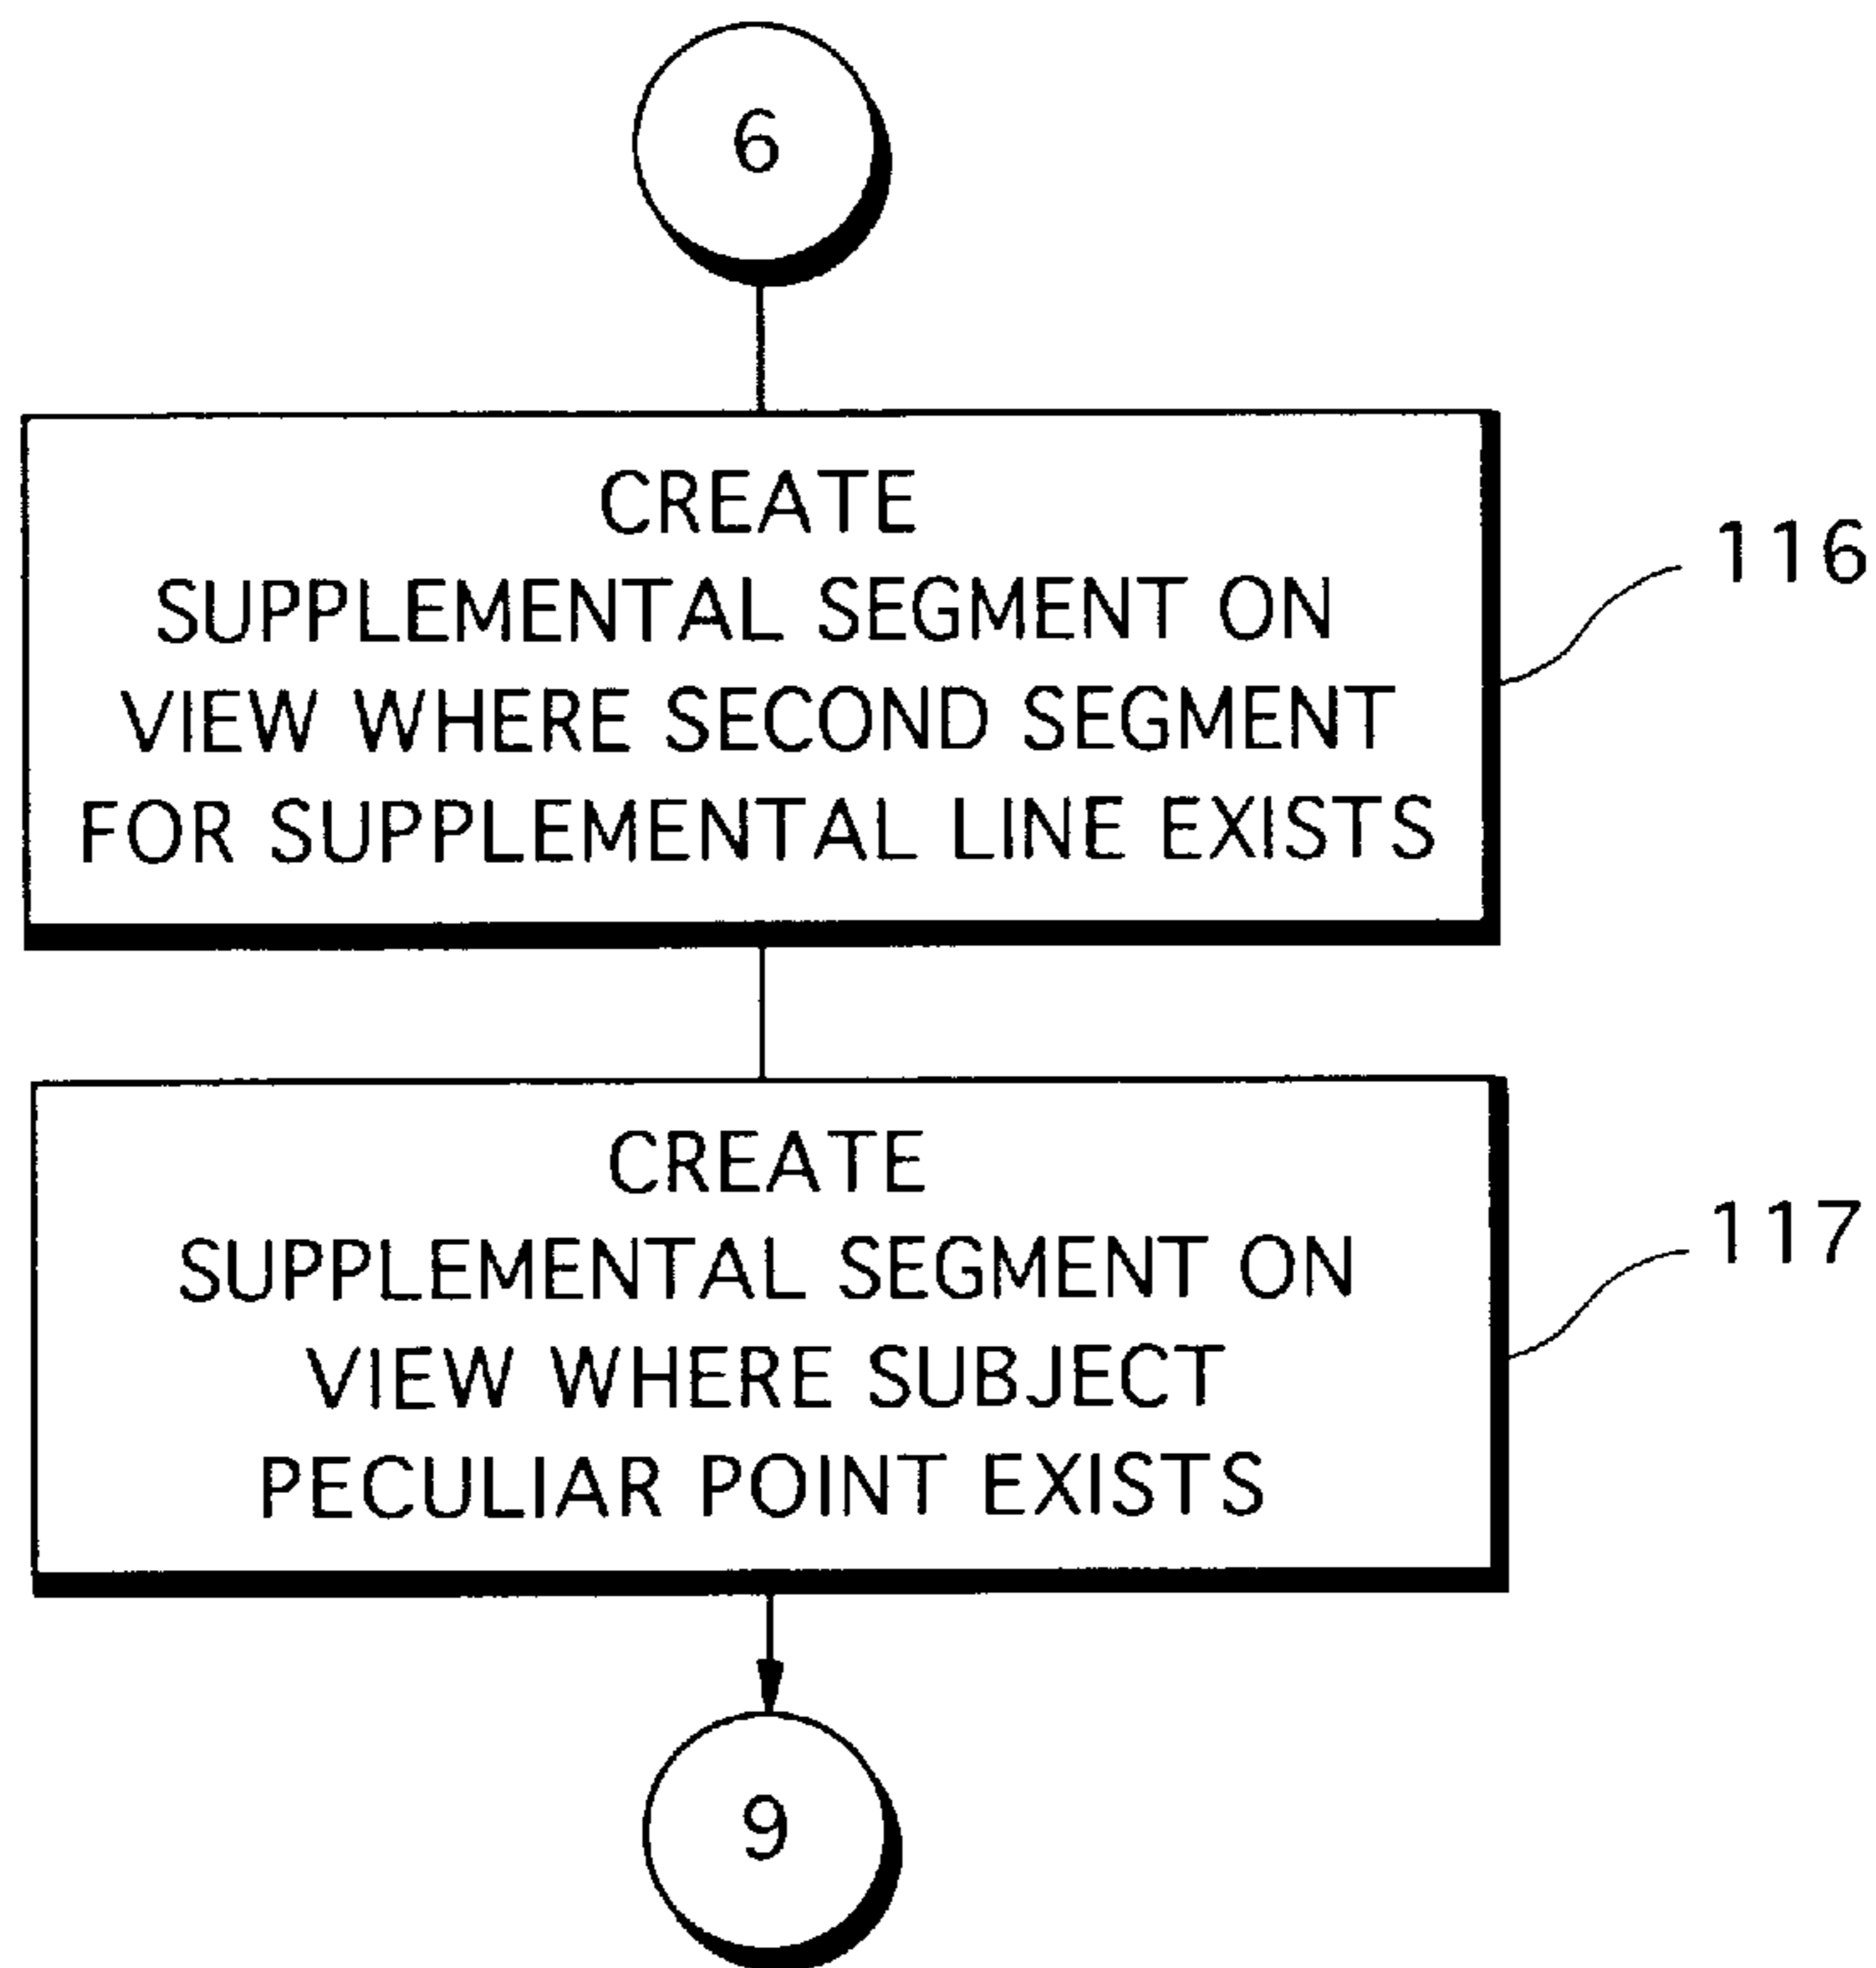 6
CREATE
SUPPLEMENTAL SEGMENT ON
VIEW WHERE SECOND SEGMENT
FOR SUPPLEMENTAL LINE EXISTS
116
CREATE
SUPPLEMENTAL SEGMENT ON
VIEW WHERE SUBJECT
PECULIAR POINT EXISTS
117
9